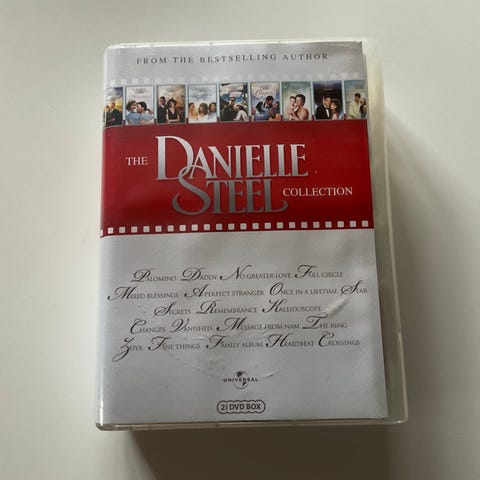 FROM THE BESTSELLING AUTHOR
THE DANIELLE STEEL COLLECTION
PALOMINO DADDY NO GREATER LOVE FULL CIRCLE
MIXED BLESSINGS A PERFECT STRANGER ONCE IN A LIFETIME STAR
SECRETS REMEMBRANCE KALEIDOSCOPE
CHANGES VANISHED MESSAGE FROM NAM THE RING
ZOYA FINE THINGS FAMILY ALBUM HEARTBEAT CROSSINGS
UNIVERSAL
21 DVD BOX